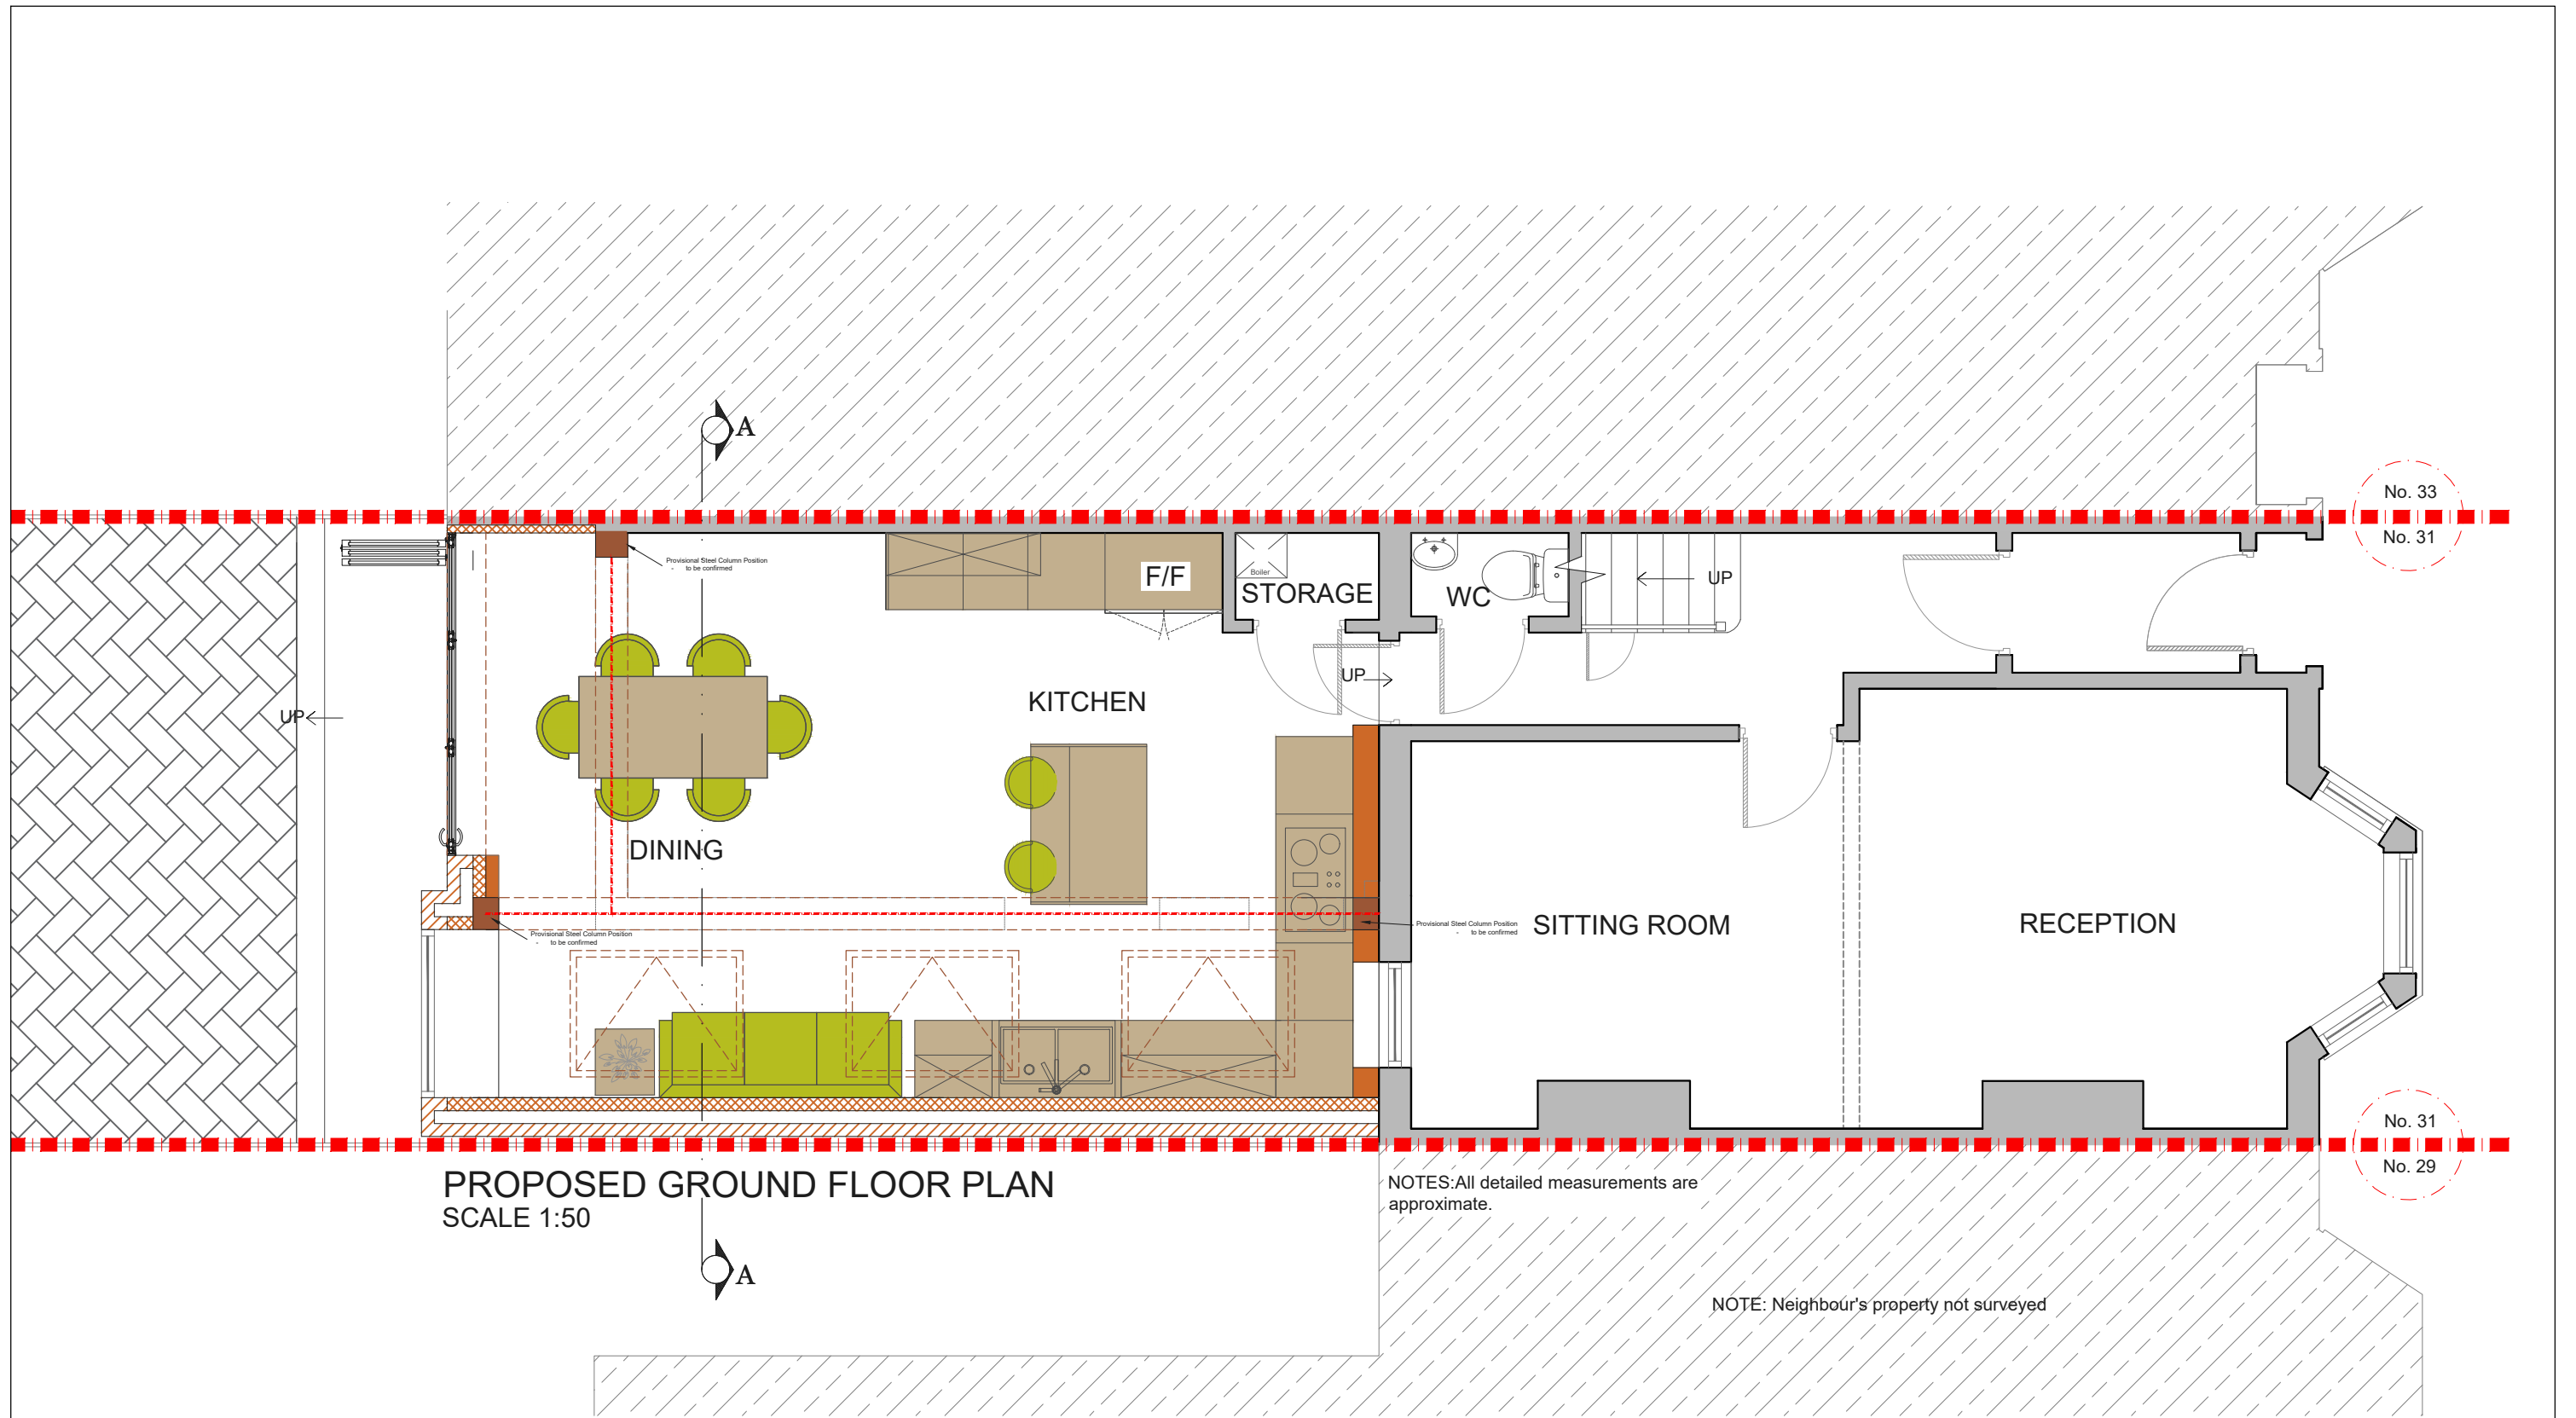 A
No. 33
No. 31
Provisional Steel Column Position
- to be confirmed
F/F
Boiler
STORAGE
WC
UP
UP
UP
KITCHEN
DINING
Provisional Steel Column Position
- to be confirmed
Provisional Steel Column Position
- to be confirmed
SITTING ROOM
RECEPTION
No. 31
No. 29
PROPOSED GROUND FLOOR PLAN
SCALE 1:50
NOTES:All detailed measurements are
approximate.
A
NOTE: Neighbour's property not surveyed